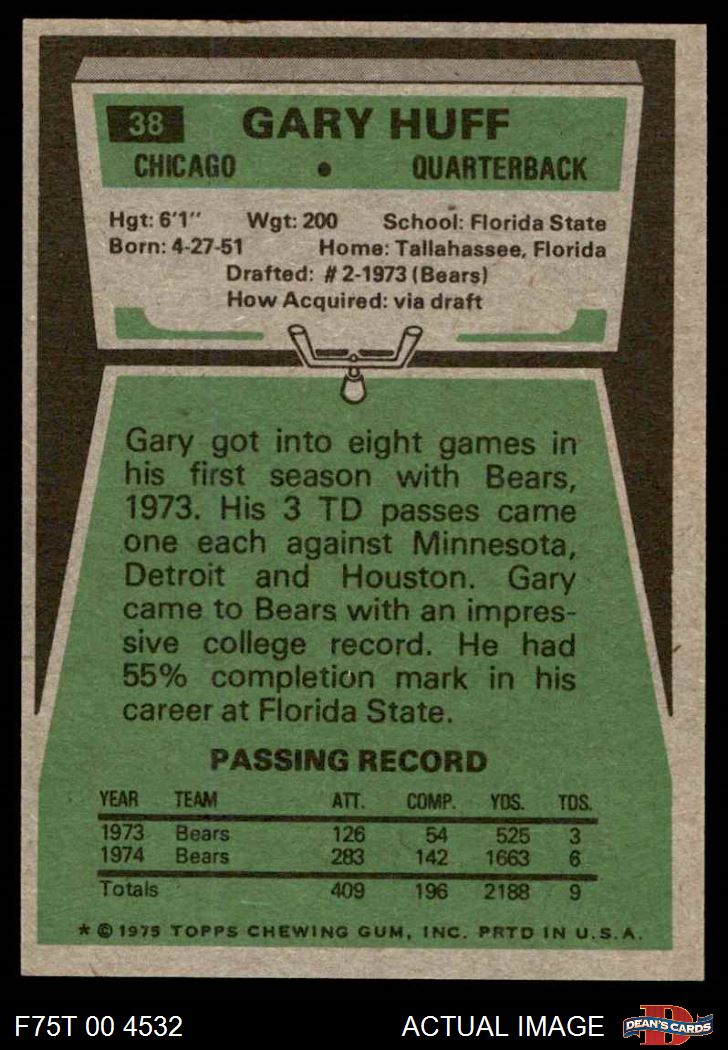 38 GARY HUFF
CHICAGO • QUARTERBACK
Hgt: 6'1" Wgt: 200 School: Florida State
Born: 4-27-51 Home: Tallahassee, Florida
Drafted: #2-1973 (Bears)
How Acquired: via draft
Gary got into eight games in
his first season with Bears,
1973. His 3 TD passes came
one each against Minnesota,
Detroit and Houston. Gary
came to Bears with an impres-
sive college record. He had
55% completion mark in his
career at Florida State.
PASSING RECORD
YEAR TEAM ATT. COMP. YDS. TDS.
1973 Bears 126 54 525 3
1974 Bears 283 142 1663 6
Totals 409 196 2188 9
* © 1975 TOPPS CHEWING GUM, INC. PRTD IN U.S.A.
F75T 00 4532 ACTUAL IMAGE D DEAN'S CARDS